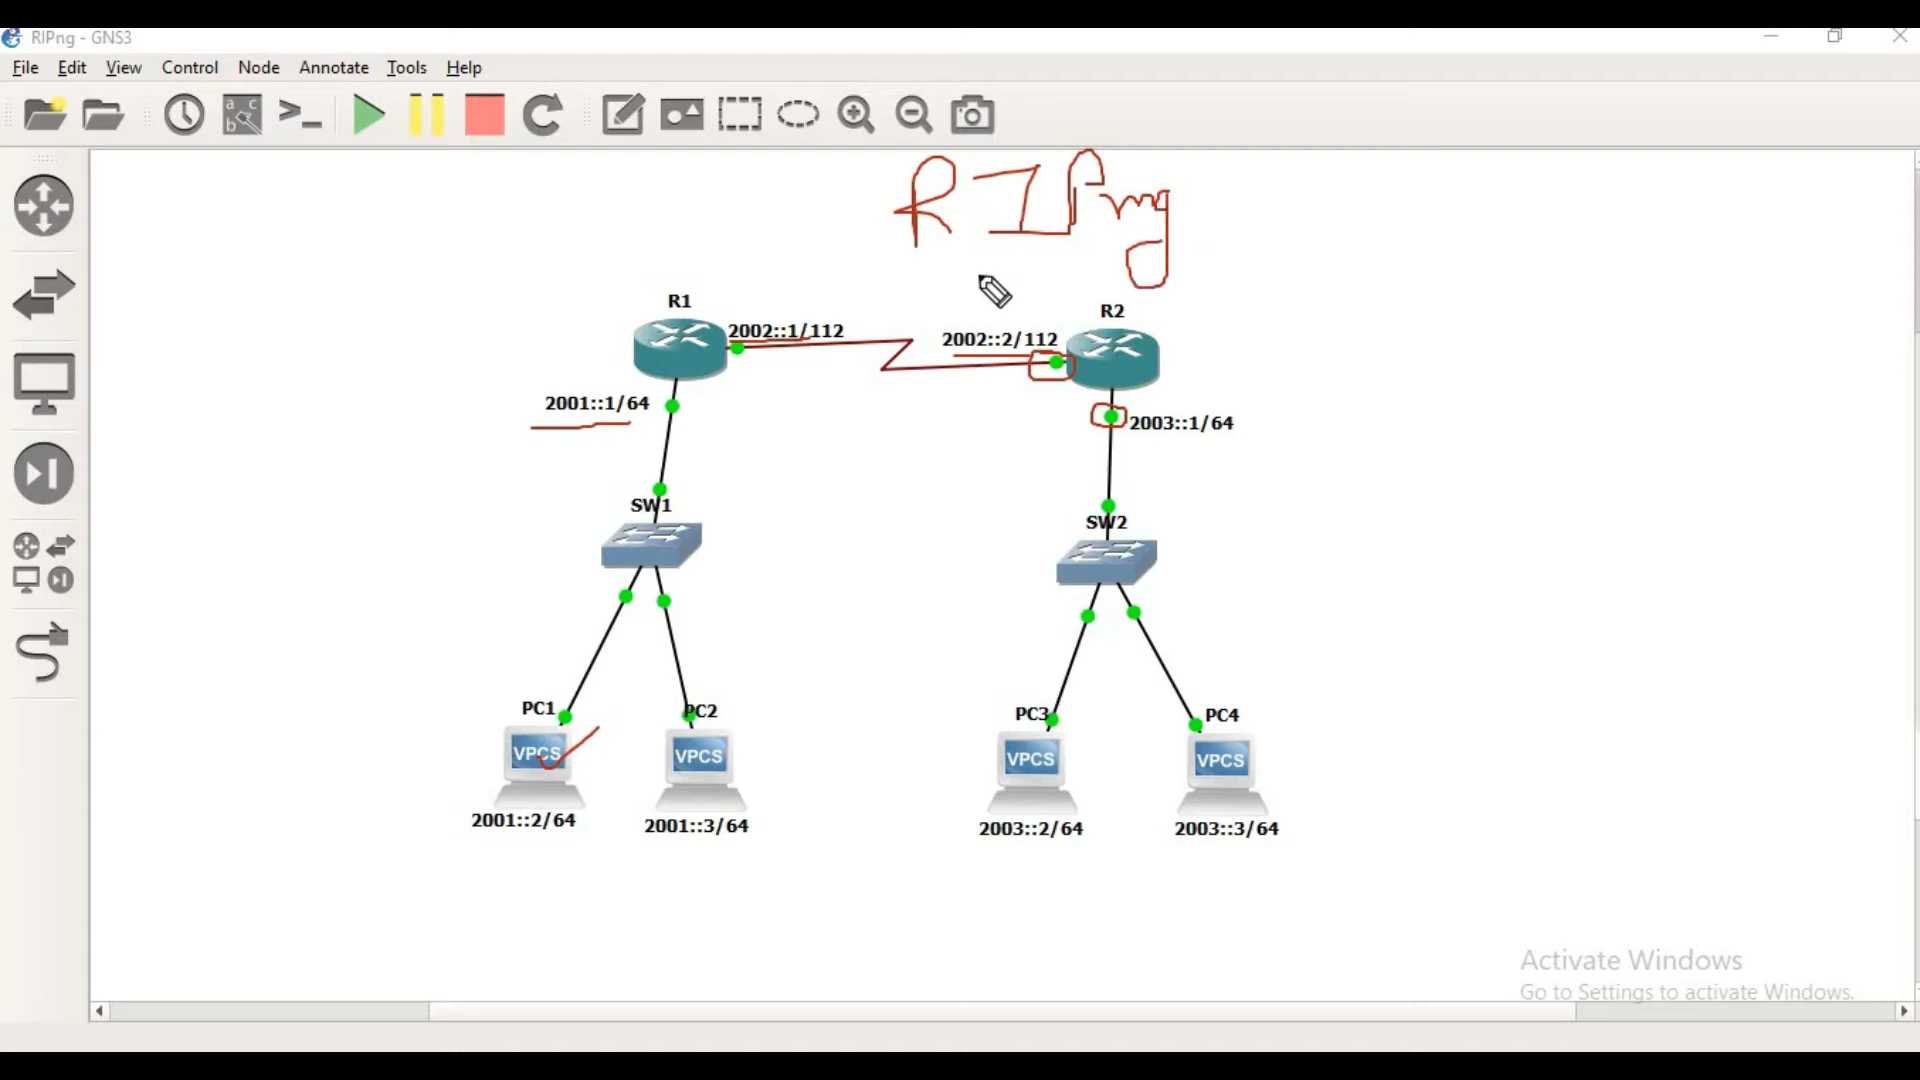 RIPng - GNS3
File Edit View Control Node Annotate Tools Help
a c
b
RIPng
R1
R2
2002::1/112
2002::2/112
2001::1/64
2003::1/64
SW1
SW2
PC1
PC2
PC3
PC4
VPCS
VPCS
VPCS
VPCS
2001::2/64
2001::3/64
2003::2/64
2003::3/64
Activate Windows
Go to Settings to activate Windows.